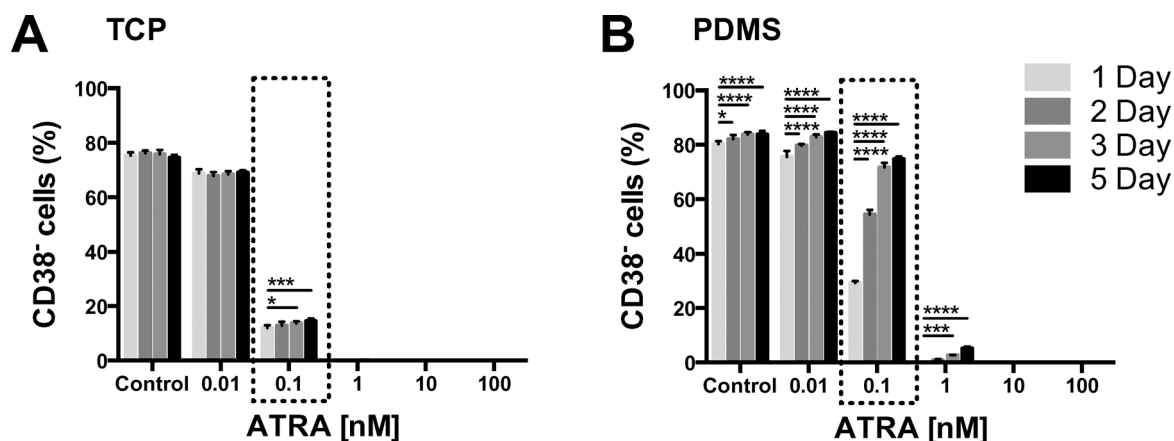 A TCP
CD38- cells (%)
100
80
60
40
20
0
***
*
Control 0.01 0.1 1 10 100
ATRA [nM]
B PDMS
CD38- cells (%)
100
80
60
40
20
0
****
****
*
****
****
****
****
****
****
****
***
Control 0.01 0.1 1 10 100
ATRA [nM]
1 Day
2 Day
3 Day
5 Day